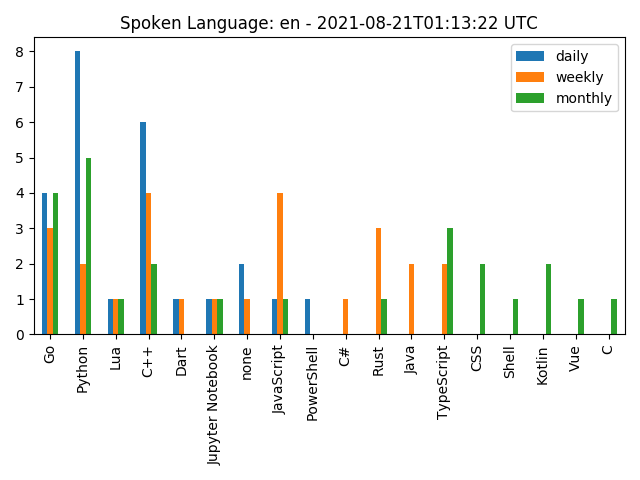 Spoken Language: en - 2021-08-21T01:13:22 UTC
daily
weekly
monthly
8
7
6
5
4
3
2
1
0
Go
Python
Lua
C++
Dart
Jupyter Notebook
none
JavaScript
PowerShell
C#
Rust
Java
TypeScript
CSS
Shell
Kotlin
Vue
C